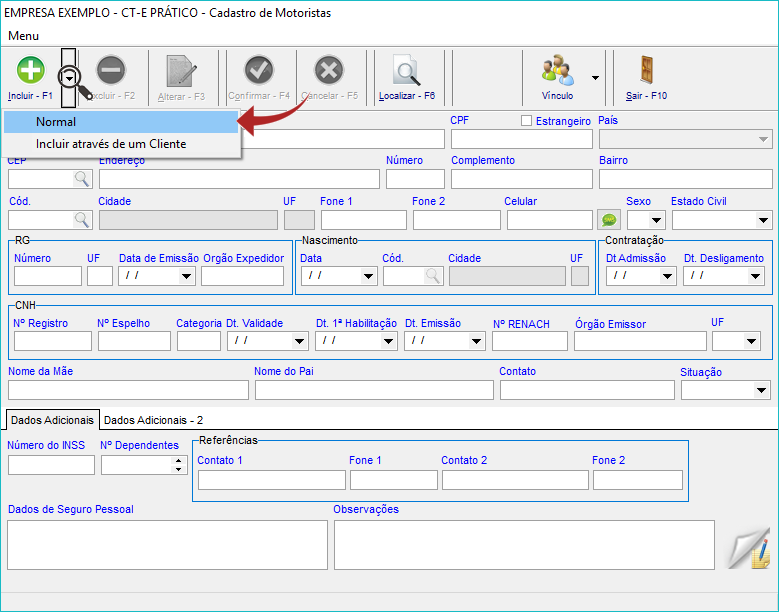 EMPRESA EXEMPLO - CT-E PRÁTICO - Cadastro de Motoristas
Menu
Incluir - F1
Excluir - F2
Alterar - F3
Confirmar - F4
Cancelar - F5
Localizar - F6
Vínculo
Sair - F10
Normal
Incluir através de um Cliente
CPF
Estrangeiro
País
CEP
Endereço
Número
Complemento
Bairro
Cód.
Cidade
UF
Fone 1
Fone 2
Celular
Sexo
Estado Civil
RG
Número
UF
Data de Emissão
Orgão Expedidor
/ /
Nascimento
Data
Cód.
Cidade
UF
/ /
Contratação
Dt Admissão
Dt. Desligamento
/ /
/ /
CNH
Nº Registro
Nº Espelho
Categoria
Dt. Validade
Dt. 1ª Habilitação
Dt. Emissão
Nº RENACH
Órgão Emissor
UF
/ /
/ /
/ /
Nome da Mãe
Nome do Pai
Contato
Situação
Dados Adicionais
Dados Adicionais - 2
Número do INSS
Nº Dependentes
Referências
Contato 1
Fone 1
Contato 2
Fone 2
Dados de Seguro Pessoal
Observações